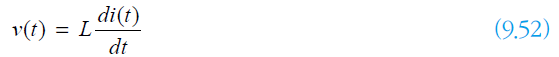 v(t) = L di(t)/dt (9.52)